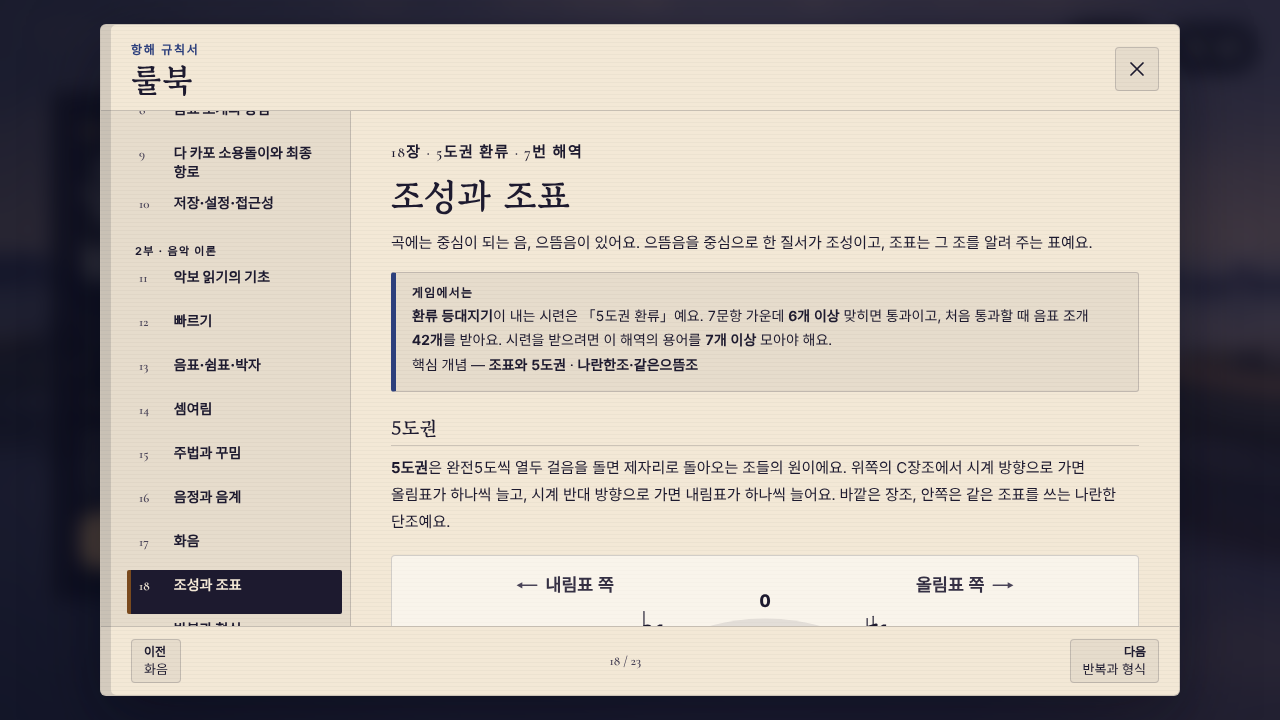 항해 규칙서
룰북
9 다 카포 소용돌이와 최종
항로
10 저장·설정·접근성
2부 · 음악 이론
11 악보 읽기의 기초
12 빠르기
13 음표·쉼표·박자
14 셈여림
15 주법과 꾸밈
16 음정과 음계
17 화음
18 조성과 조표
18장 · 5도권 환류 · 7번 해역
조성과 조표
곡에는 중심이 되는 음, 으뜸음이 있어요. 으뜸음을 중심으로 한 질서가 조성이고, 조표는 그 조를 알려 주는 표예요.
게임에서는
환류 등대지기이 내는 시련은 「5도권 환류」예요. 7문항 가운데 6개 이상 맞히면 통과이고, 처음 통과할 때 음표 조개
42개를 받아요. 시련을 받으려면 이 해역의 용어를 7개 이상 모아야 해요.
핵심 개념 — 조표와 5도권 · 나란한조·같은으뜸조
5도권
5도권은 완전5도씩 열두 걸음을 돌면 제자리로 돌아오는 조들의 원이에요. 위쪽의 C장조에서 시계 방향으로 가면
올림표가 하나씩 늘고, 시계 반대 방향으로 가면 내림표가 하나씩 늘어요. 바깥은 장조, 안쪽은 같은 조표를 쓰는 나란한
단조예요.
← 내림표 쪽
올림표 쪽 →
0
이전
화음
18 / 23
다음
반복과 형식